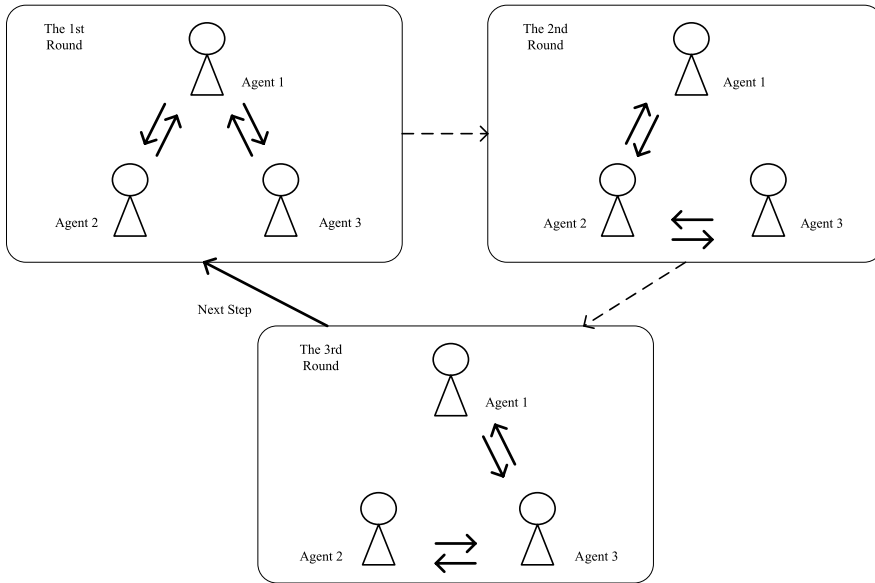 The 1st
Round
Agent 1
Agent 2
Agent 3
The 2nd
Round
Agent 1
Agent 2
Agent 3
Next Step
The 3rd
Round
Agent 1
Agent 2
Agent 3